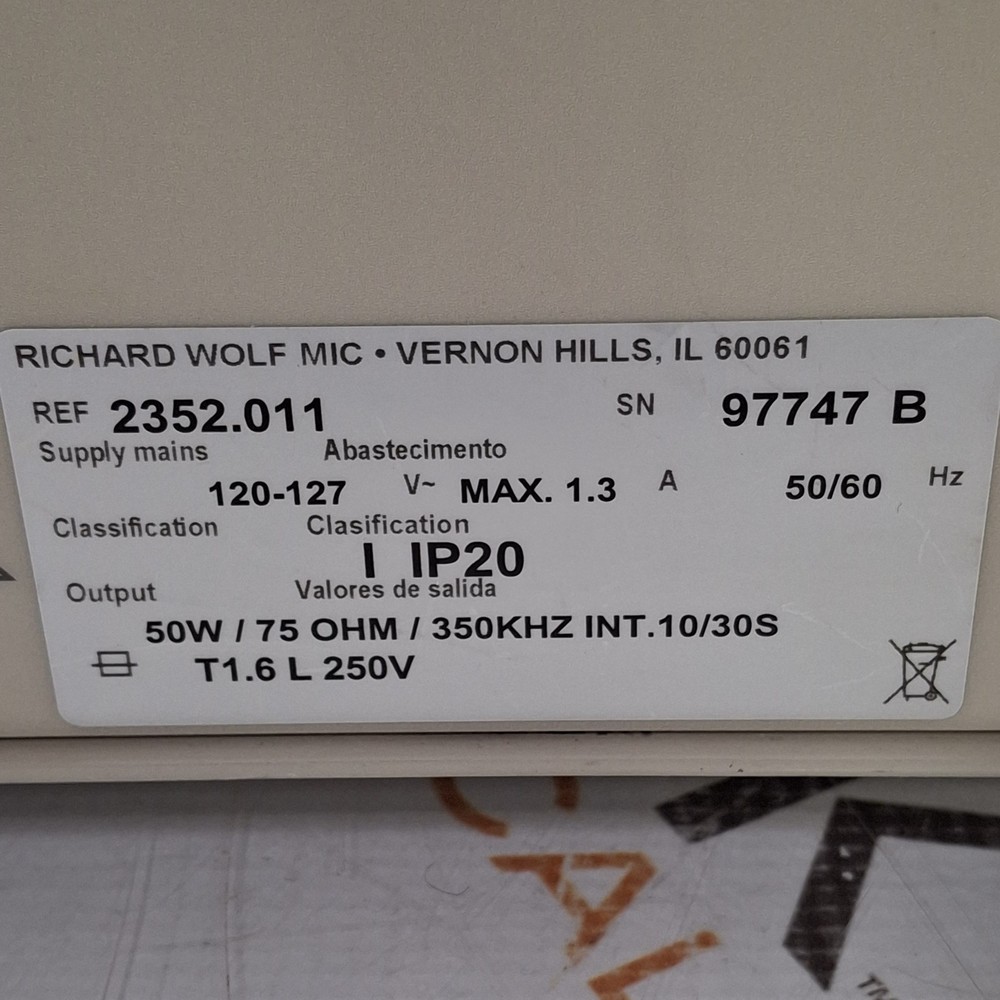 RICHARD WOLF MIC • VERNON HILLS, IL 60061
REF 2352.011 SN 97747 B
Supply mains Abastecimento
120-127 V~ MAX. 1.3 A 50/60 Hz
Classification Clasification
I IP20
Output Valores de salida
50W / 75 OHM / 350KHZ INT.10/30S
T1.6 L 250V
TM